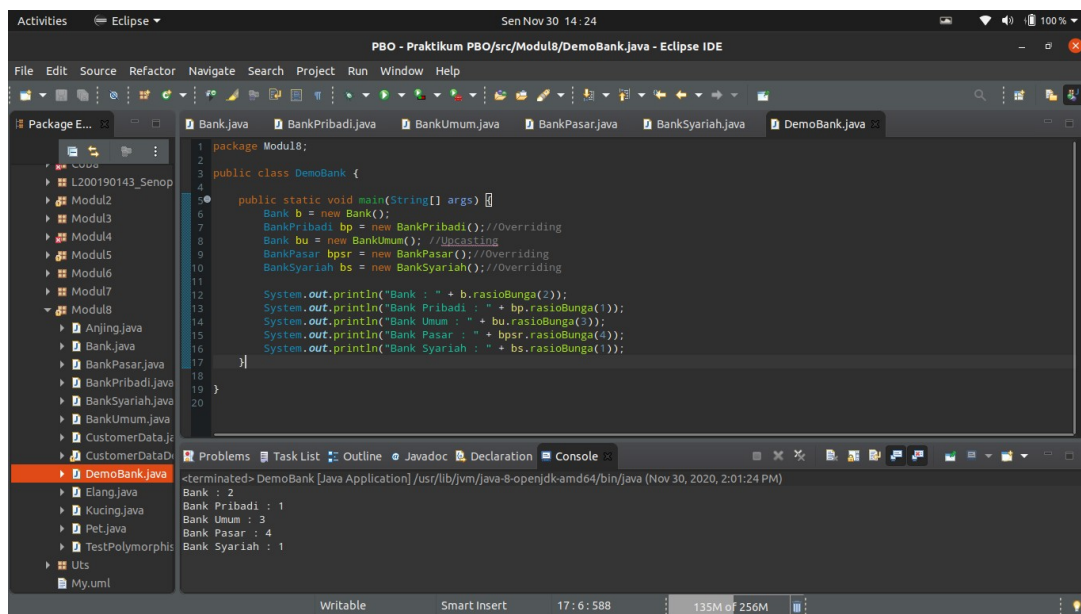 Activities Eclipse Sen Nov 30 14:24 100 %
PBO - Praktikum PBO/src/Modul8/DemoBank.java - Eclipse IDE
File Edit Source Refactor Navigate Search Project Run Window Help
Package E...
L200190143_Senop
Modul2
Modul3
Modul4
Modul5
Modul6
Modul7
Modul8
Anjing.java
Bank.java
BankPasar.java
BankPribadi.java
BankSyariah.java
BankUmum.java
CustomerData.ja
CustomerDataDe
DemoBank.java
Elang.java
Kucing.java
Pet.java
TestPolymorphis
Uts
My.uml
Bank.java BankPribadi.java BankUmum.java BankPasar.java BankSyariah.java DemoBank.java
1 package Modul8;
2
3 public class DemoBank {
4
5 public static void main(String[] args) {
6 Bank b = new Bank();
7 BankPribadi bp = new BankPribadi();//Overriding
8 Bank bu = new BankUmum(); //Upcasting
9 BankPasar bpsr = new BankPasar();//Overriding
10 BankSyariah bs = new BankSyariah();//Overriding
11
12 System.out.println("Bank : " + b.rasioBunga(2));
13 System.out.println("Bank Pribadi : " + bp.rasioBunga(1));
14 System.out.println("Bank Umum : " + bu.rasioBunga(3));
15 System.out.println("Bank Pasar : " + bpsr.rasioBunga(4));
16 System.out.println("Bank Syariah : " + bs.rasioBunga(1));
17 }
18
19 }
20
Problems Task List Outline Javadoc Declaration Console
<terminated> DemoBank [Java Application] /usr/lib/jvm/java-8-openjdk-amd64/bin/java (Nov 30, 2020, 2:01:24 PM)
Bank : 2
Bank Pribadi : 1
Bank Umum : 3
Bank Pasar : 4
Bank Syariah : 1
Writable Smart Insert 17 : 6 : 588 135M of 256M